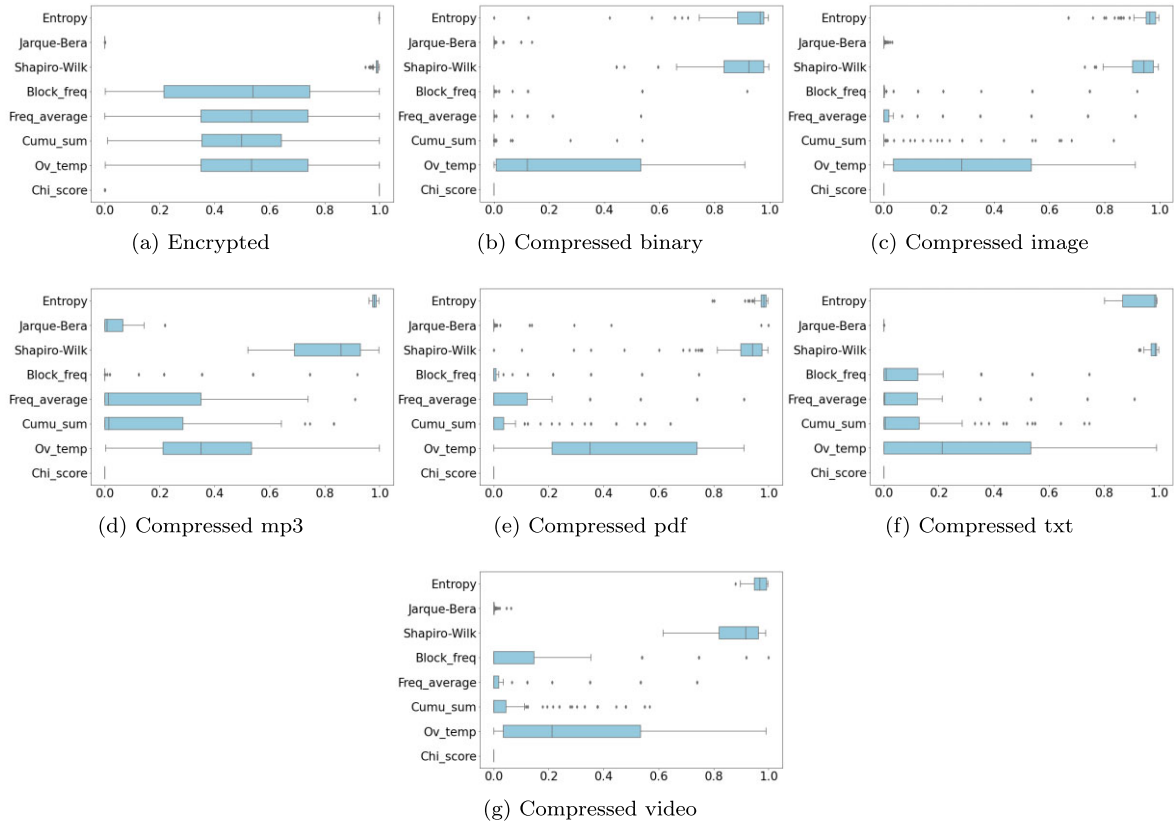 Entropy
Jarque-Bera
Shapiro-Wilk
Block_freq
Freq_average
Cumu_sum
Ov_temp
Chi_score
0.0 0.2 0.4 0.6 0.8 1.0
(a) Encrypted
Entropy
Jarque-Bera
Shapiro-Wilk
Block_freq
Freq_average
Cumu_sum
Ov_temp
Chi_score
0.0 0.2 0.4 0.6 0.8 1.0
(b) Compressed binary
Entropy
Jarque-Bera
Shapiro-Wilk
Block_freq
Freq_average
Cumu_sum
Ov_temp
Chi_score
0.0 0.2 0.4 0.6 0.8 1.0
(c) Compressed image
Entropy
Jarque-Bera
Shapiro-Wilk
Block_freq
Freq_average
Cumu_sum
Ov_temp
Chi_score
0.0 0.2 0.4 0.6 0.8 1.0
(d) Compressed mp3
Entropy
Jarque-Bera
Shapiro-Wilk
Block_freq
Freq_average
Cumu_sum
Ov_temp
Chi_score
0.0 0.2 0.4 0.6 0.8 1.0
(e) Compressed pdf
Entropy
Jarque-Bera
Shapiro-Wilk
Block_freq
Freq_average
Cumu_sum
Ov_temp
Chi_score
0.0 0.2 0.4 0.6 0.8 1.0
(f) Compressed txt
Entropy
Jarque-Bera
Shapiro-Wilk
Block_freq
Freq_average
Cumu_sum
Ov_temp
Chi_score
0.0 0.2 0.4 0.6 0.8 1.0
(g) Compressed video